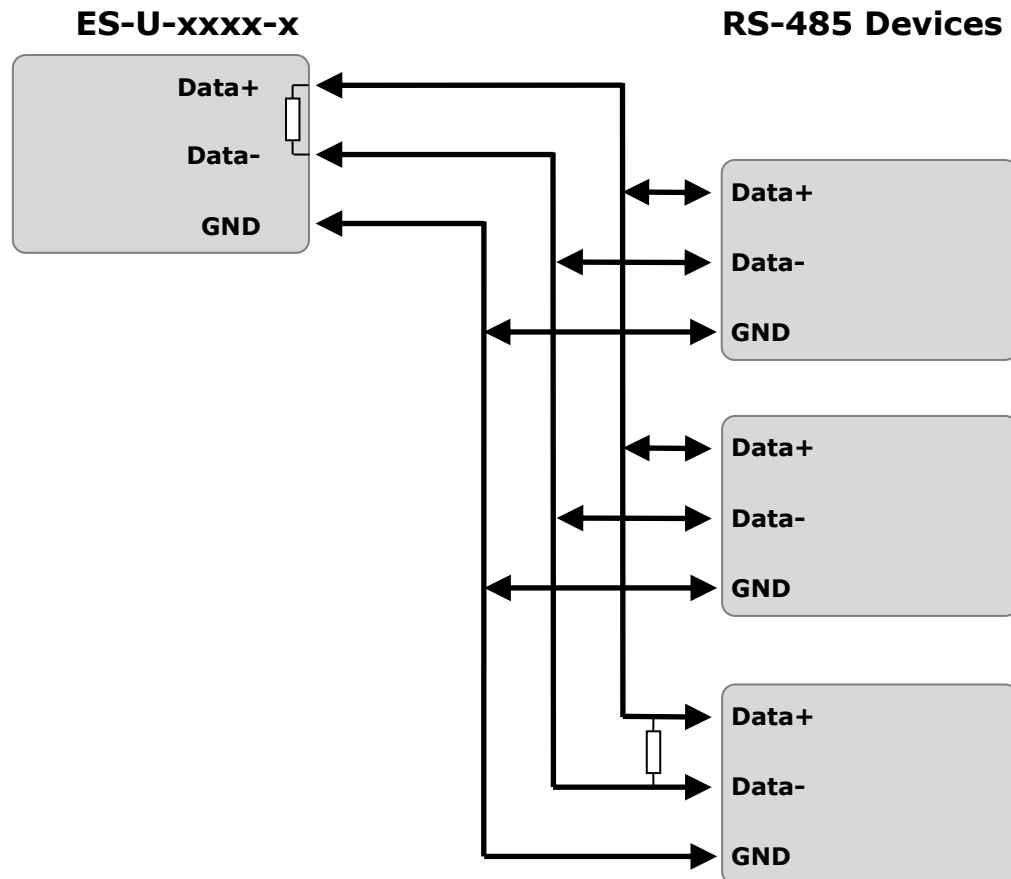 ES-U-xxxx-x
RS-485 Devices
Data+
Data-
GND
Data+
Data-
GND
Data+
Data-
GND
Data+
Data-
GND